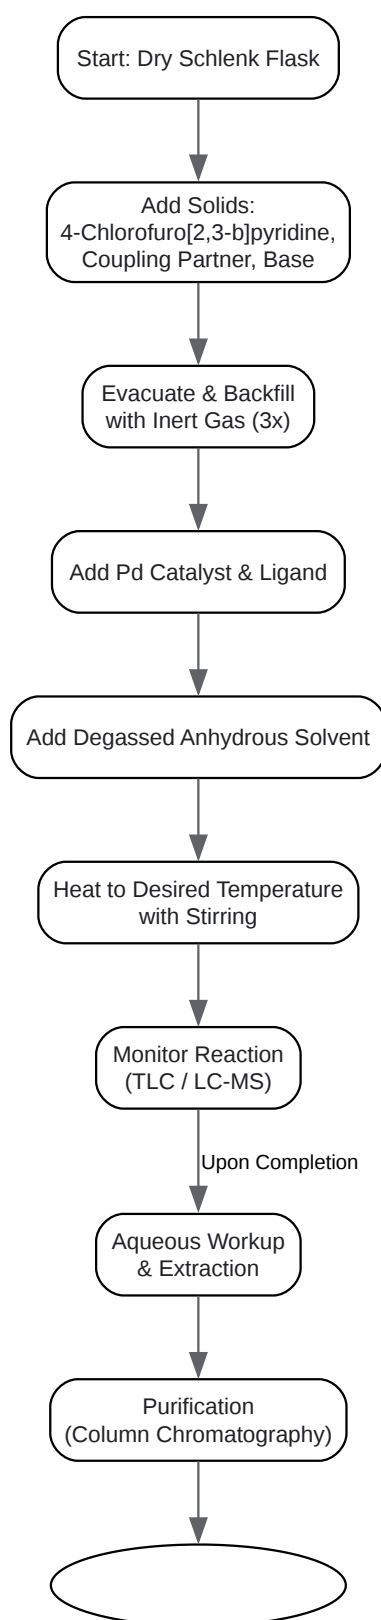 Start: Dry Schlenk Flask
Add Solids:
4-Chlorofuro[2,3-b]pyridine,
Coupling Partner, Base
Evacuate & Backfill
with Inert Gas (3x)
Add Pd Catalyst & Ligand
Add Degassed Anhydrous Solvent
Heat to Desired Temperature
with Stirring
Monitor Reaction
(TLC / LC-MS)
Upon Completion
Aqueous Workup
& Extraction
Purification
(Column Chromatography)